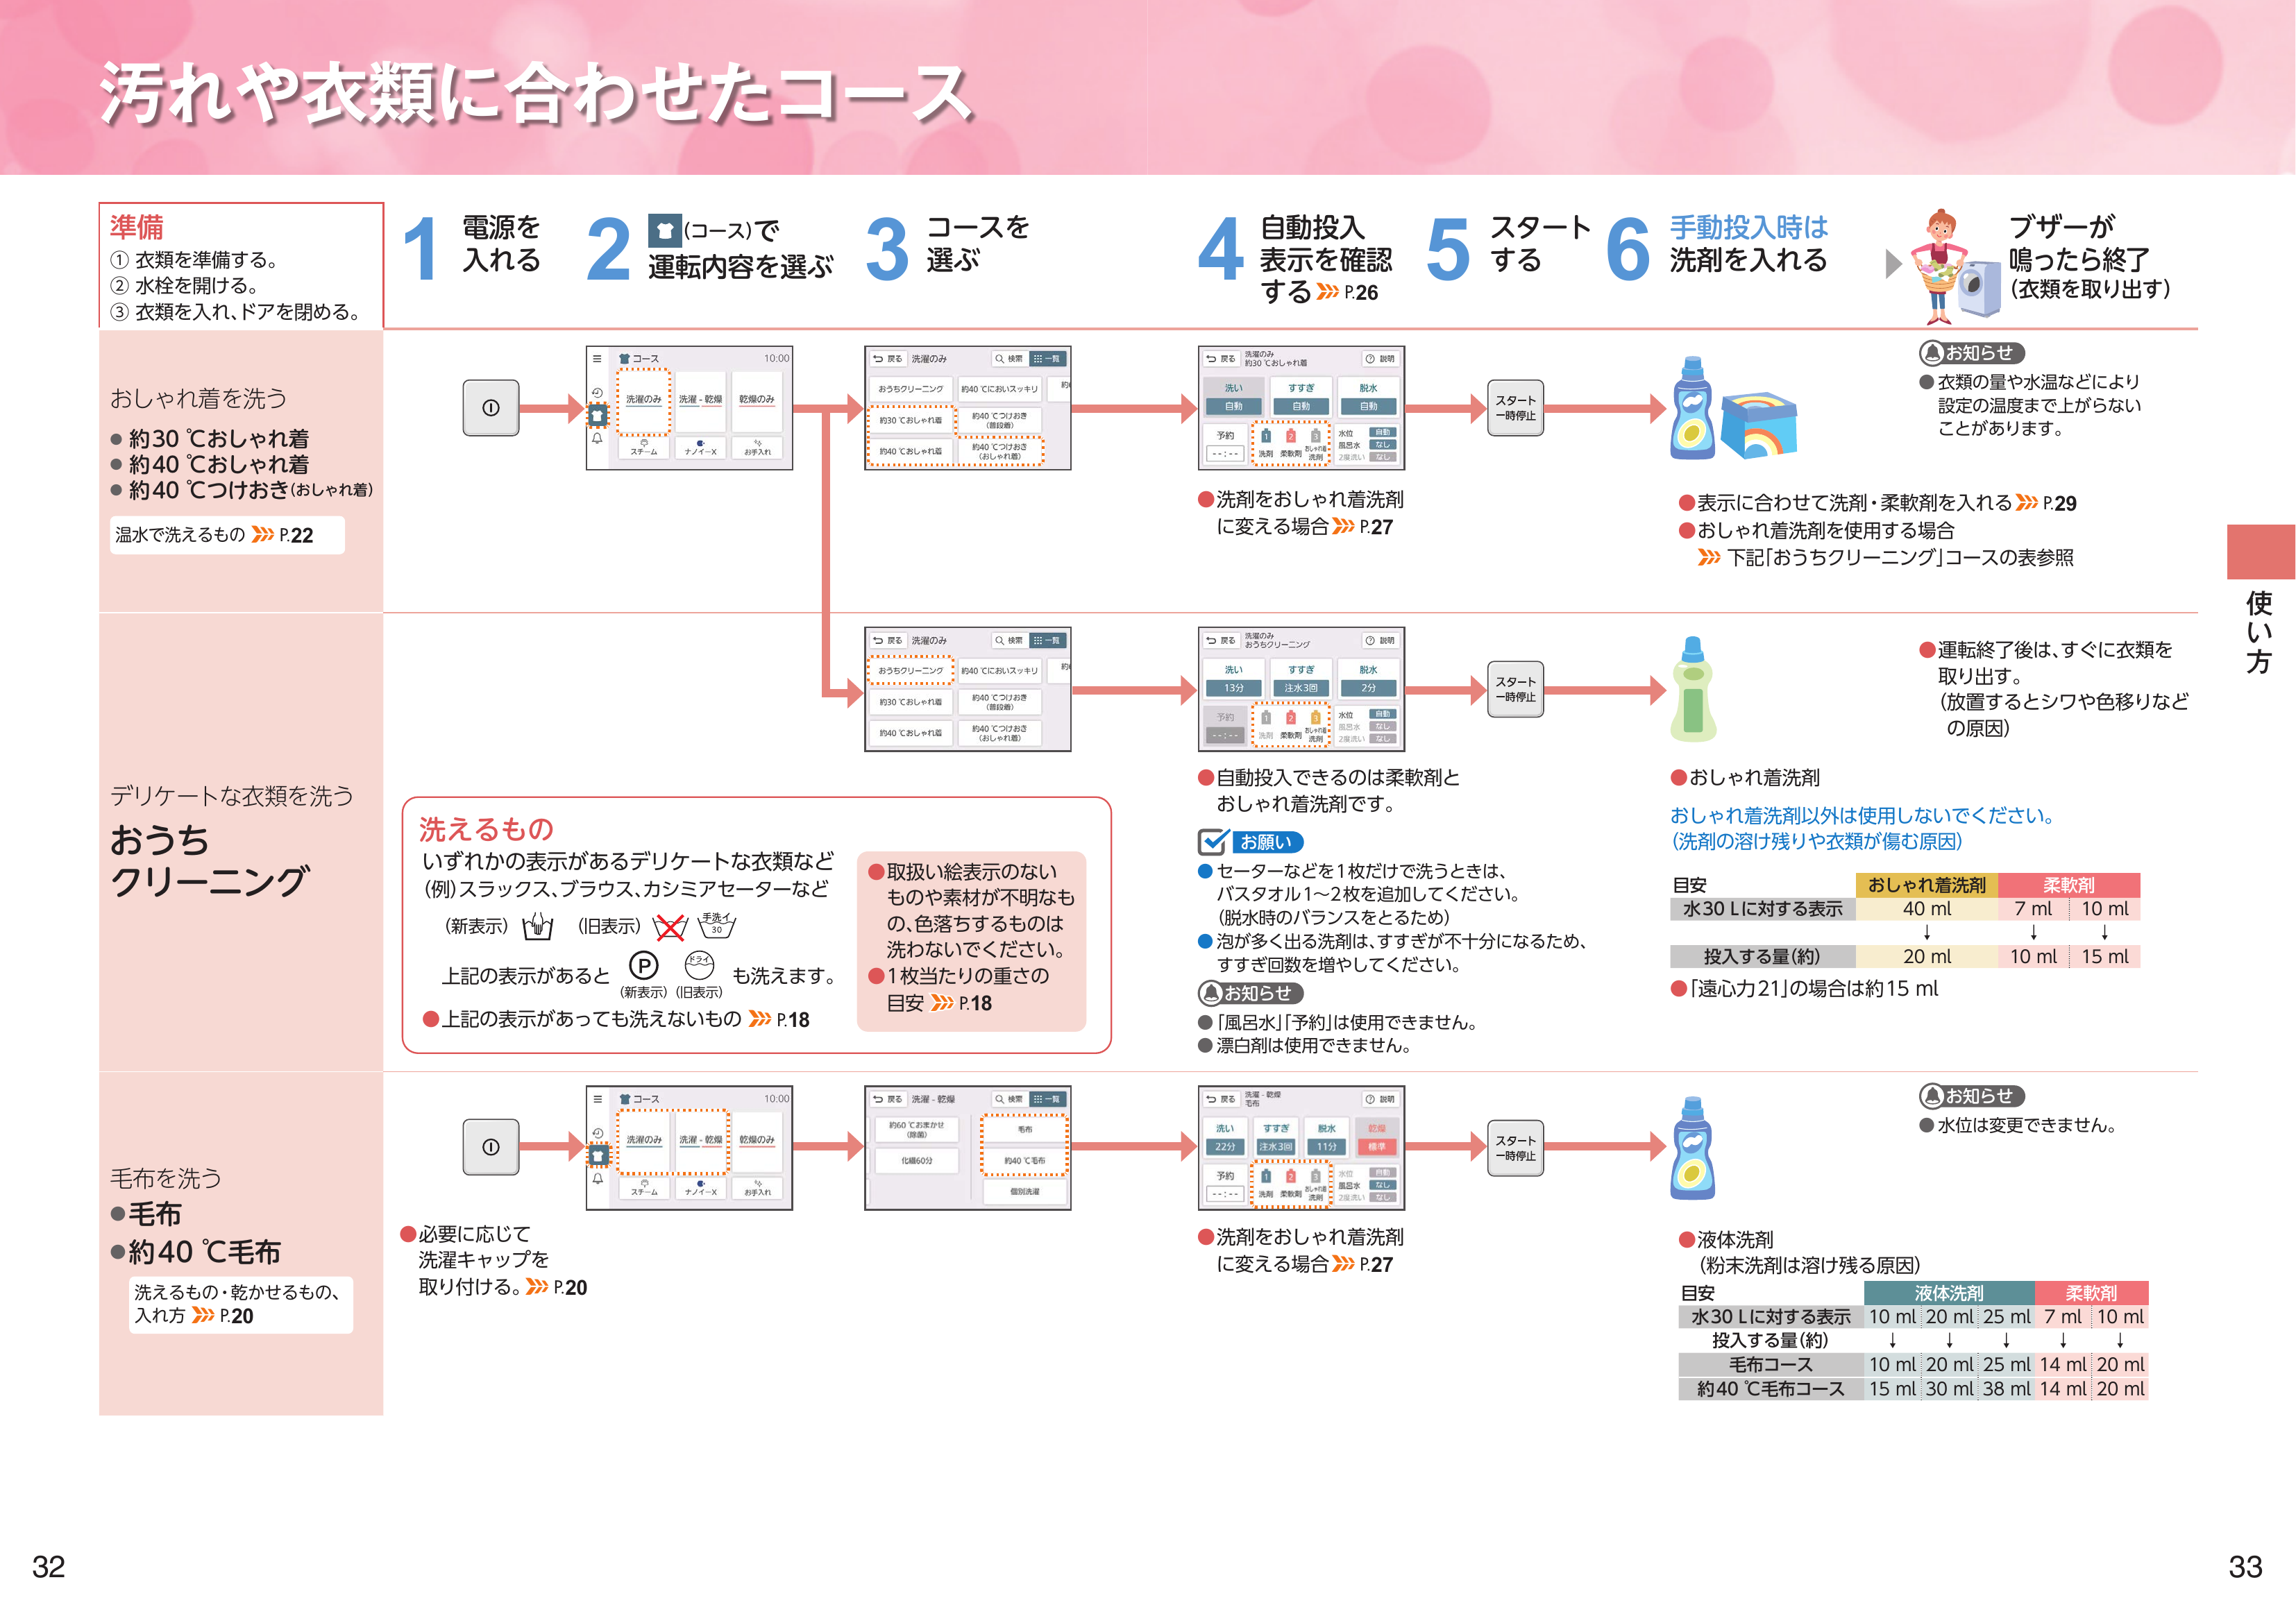 汚れや衣類に合わせたコース
準備
① 衣類を準備する。
② 水栓を開ける。
③ 衣類を入れ、ドアを閉める。
1 電源を
入れる
2 (コース)で
運転内容を選ぶ
3 コースを
選ぶ
4 自動投入
表示を確認
する P.26
5 スタート
する
6 手動投入時は
洗剤を入れる
ブザーが
鳴ったら終了
(衣類を取り出す)
おしゃれ着を洗う
● 約30 ℃おしゃれ着
● 約40 ℃おしゃれ着
● 約40 ℃つけおき(おしゃれ着)
温水で洗えるもの P.22
コース 10:00
洗濯のみ 洗濯 - 乾燥 乾燥のみ
スチーム ナノイーX お手入れ
戻る 洗濯のみ 検索 一覧
おうちクリーニング 約40 ℃においスッキリ 約
約30 ℃おしゃれ着 約40 ℃つけおき
(普段着)
約40 ℃おしゃれ着 約40 ℃つけおき
(おしゃれ着)
戻る 洗濯のみ
約30 ℃おしゃれ着 説明
洗い すすぎ 脱水
自動 自動 自動
予約 1 2 3 水位 自動
風呂水 なし
--:-- 洗剤 柔軟剤 おしゃれ着
洗剤 2度洗い なし
スタート
一時停止
●洗剤をおしゃれ着洗剤
に変える場合 P.27
●表示に合わせて洗剤・柔軟剤を入れる P.29
●おしゃれ着洗剤を使用する場合
下記「おうちクリーニング」コースの表参照
お知らせ
●衣類の量や水温などにより
設定の温度まで上がらない
ことがあります。
使い方
デリケートな衣類を洗う
おうち
クリーニング
戻る 洗濯のみ 検索 一覧
おうちクリーニング 約40 ℃においスッキリ 約
約30 ℃おしゃれ着 約40 ℃つけおき
(普段着)
約40 ℃おしゃれ着 約40 ℃つけおき
(おしゃれ着)
戻る 洗濯のみ
おうちクリーニング 説明
洗い すすぎ 脱水
13分 注水3回 2分
予約 1 2 3 水位 自動
風呂水 なし
--:-- 洗剤 柔軟剤 おしゃれ着
洗剤 2度洗い なし
スタート
一時停止
洗えるもの
いずれかの表示があるデリケートな衣類など
(例)スラックス、ブラウス、カシミアセーターなど
(新表示) (旧表示) 手洗イ
30
上記の表示があると P ドライ も洗えます。
(新表示) (旧表示)
●上記の表示があっても洗えないもの P.18
●取扱い絵表示のない
ものや素材が不明なも
の、色落ちするものは
洗わないでください。
●1枚当たりの重さの
目安 P.18
●自動投入できるのは柔軟剤と
おしゃれ着洗剤です。
お願い
●セーターなどを1枚だけで洗うときは、
バスタオル1～2枚を追加してください。
(脱水時のバランスをとるため)
●泡が多く出る洗剤は、すすぎが不十分になるため、
すすぎ回数を増やしてください。
お知らせ
●「風呂水」「予約」は使用できません。
●漂白剤は使用できません。
●おしゃれ着洗剤
おしゃれ着洗剤以外は使用しないでください。
(洗剤の溶け残りや衣類が傷む原因)
目安 おしゃれ着洗剤 柔軟剤
水30 Lに対する表示 40 ml 7 ml 10 ml
↓ ↓ ↓
投入する量(約) 20 ml 10 ml 15 ml
●「遠心力21」の場合は約15 ml
●運転終了後は、すぐに衣類を
取り出す。
(放置するとシワや色移りなど
の原因)
毛布を洗う
●毛布
●約40 ℃毛布
洗えるもの・乾かせるもの、
入れ方 P.20
●必要に応じて
洗濯キャップを
取り付ける。 P.20
コース 10:00
洗濯のみ 洗濯 - 乾燥 乾燥のみ
スチーム ナノイーX お手入れ
戻る 洗濯 - 乾燥 検索 一覧
約60 ℃おまかせ
(除菌) 毛布
化繊60分 約40 ℃毛布
個別洗濯
戻る 洗濯 - 乾燥
毛布 説明
洗い すすぎ 脱水 乾燥
22分 注水3回 11分 標準
予約 1 2 3 水位 自動
風呂水 なし
--:-- 洗剤 柔軟剤 おしゃれ着
洗剤 2度洗い なし
スタート
一時停止
●洗剤をおしゃれ着洗剤
に変える場合 P.27
●液体洗剤
(粉末洗剤は溶け残る原因)
目安 液体洗剤 柔軟剤
水30 Lに対する表示 10 ml 20 ml 25 ml 7 ml 10 ml
投入する量(約) ↓ ↓ ↓ ↓ ↓
毛布コース 10 ml 20 ml 25 ml 14 ml 20 ml
約40 ℃毛布コース 15 ml 30 ml 38 ml 14 ml 20 ml
お知らせ
●水位は変更できません。
32
33